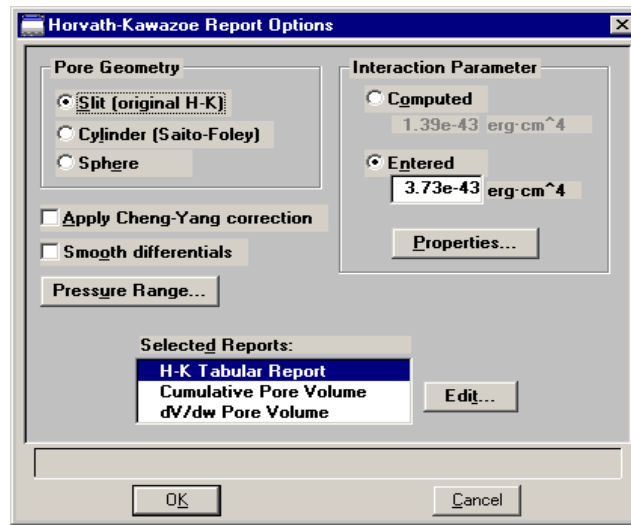 Horvath-Kawazoe Report Options
Pore Geometry
Slit (original H-K)
Cylinder (Saito-Foley)
Sphere
Interaction Parameter
Computed
1.39e-43 erg·cm^4
Entered
3.73e-43 erg·cm^4
Properties...
Apply Cheng-Yang correction
Smooth differentials
Pressure Range...
Selected Reports:
H-K Tabular Report
Cumulative Pore Volume
dV/dw Pore Volume
Edit...
OK
Cancel